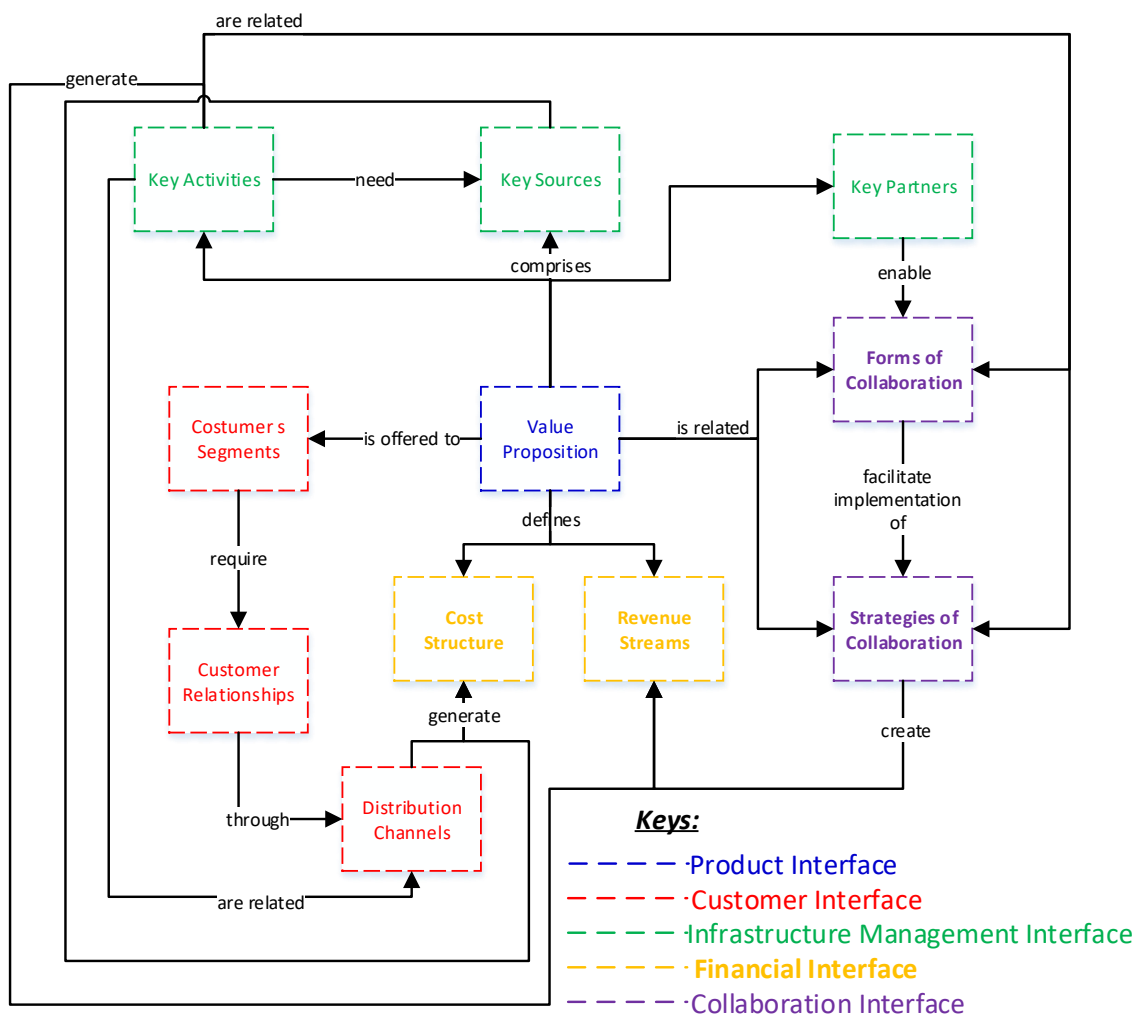 are related
generate
Key Activities
need
Key Sources
Key Partners
comprises
enable
Forms of
Collaboration
Costumer s
Segments
is offered to
Value
Proposition
is related
facilitate
implementation
of
defines
require
Cost
Structure
Revenue
Streams
Strategies of
Collaboration
Customer
Relationships
generate
create
through
Distribution
Channels
Keys:
Product Interface
are related
Customer Interface
Infrastructure Management Interface
Financial Interface
Collaboration Interface